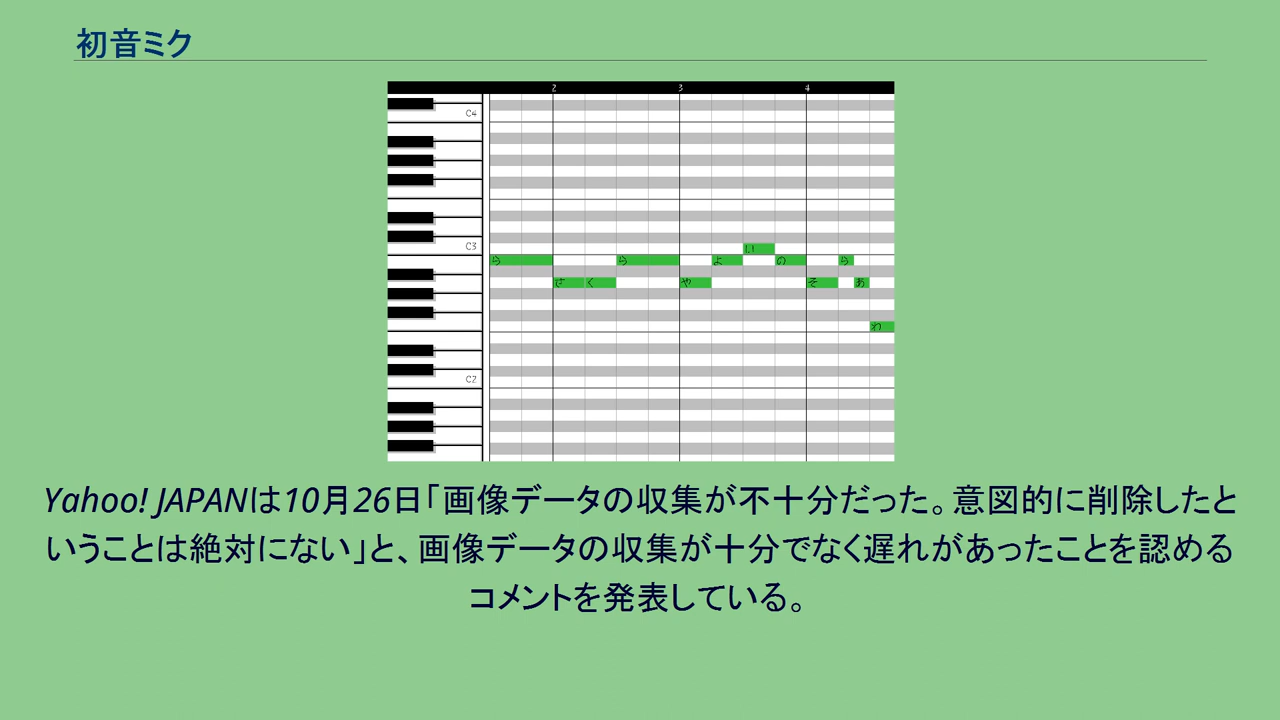 初音ミク
2 3 4
C4
C3
い
ら ら よ の ら
さ く や そ あ
わ
C2
Yahoo! JAPANは10月26日「画像データの収集が不十分だった。意図的に削除したと
いうことは絶対にない」と、画像データの収集が十分でなく遅れがあったことを認める
コメントを発表している。